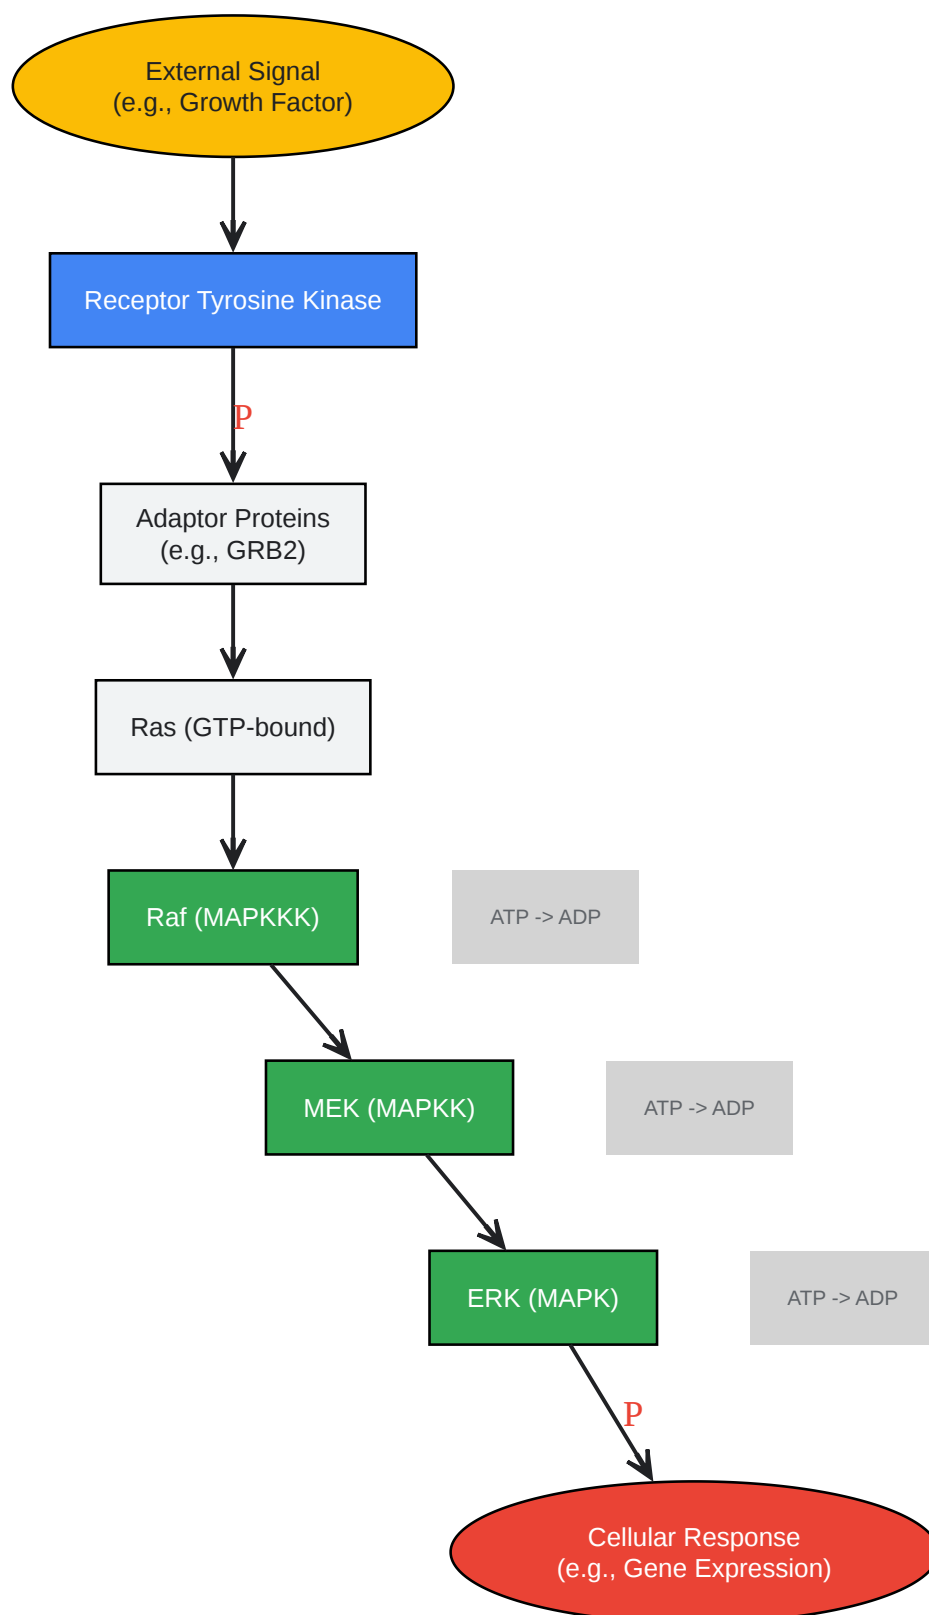 External Signal
(e.g., Growth Factor)
Receptor Tyrosine Kinase
P
Adaptor Proteins
(e.g., GRB2)
Ras (GTP-bound)
Raf (MAPKKK)
ATP -> ADP
MEK (MAPKK)
ATP -> ADP
ERK (MAPK)
ATP -> ADP
P
Cellular Response
(e.g., Gene Expression)